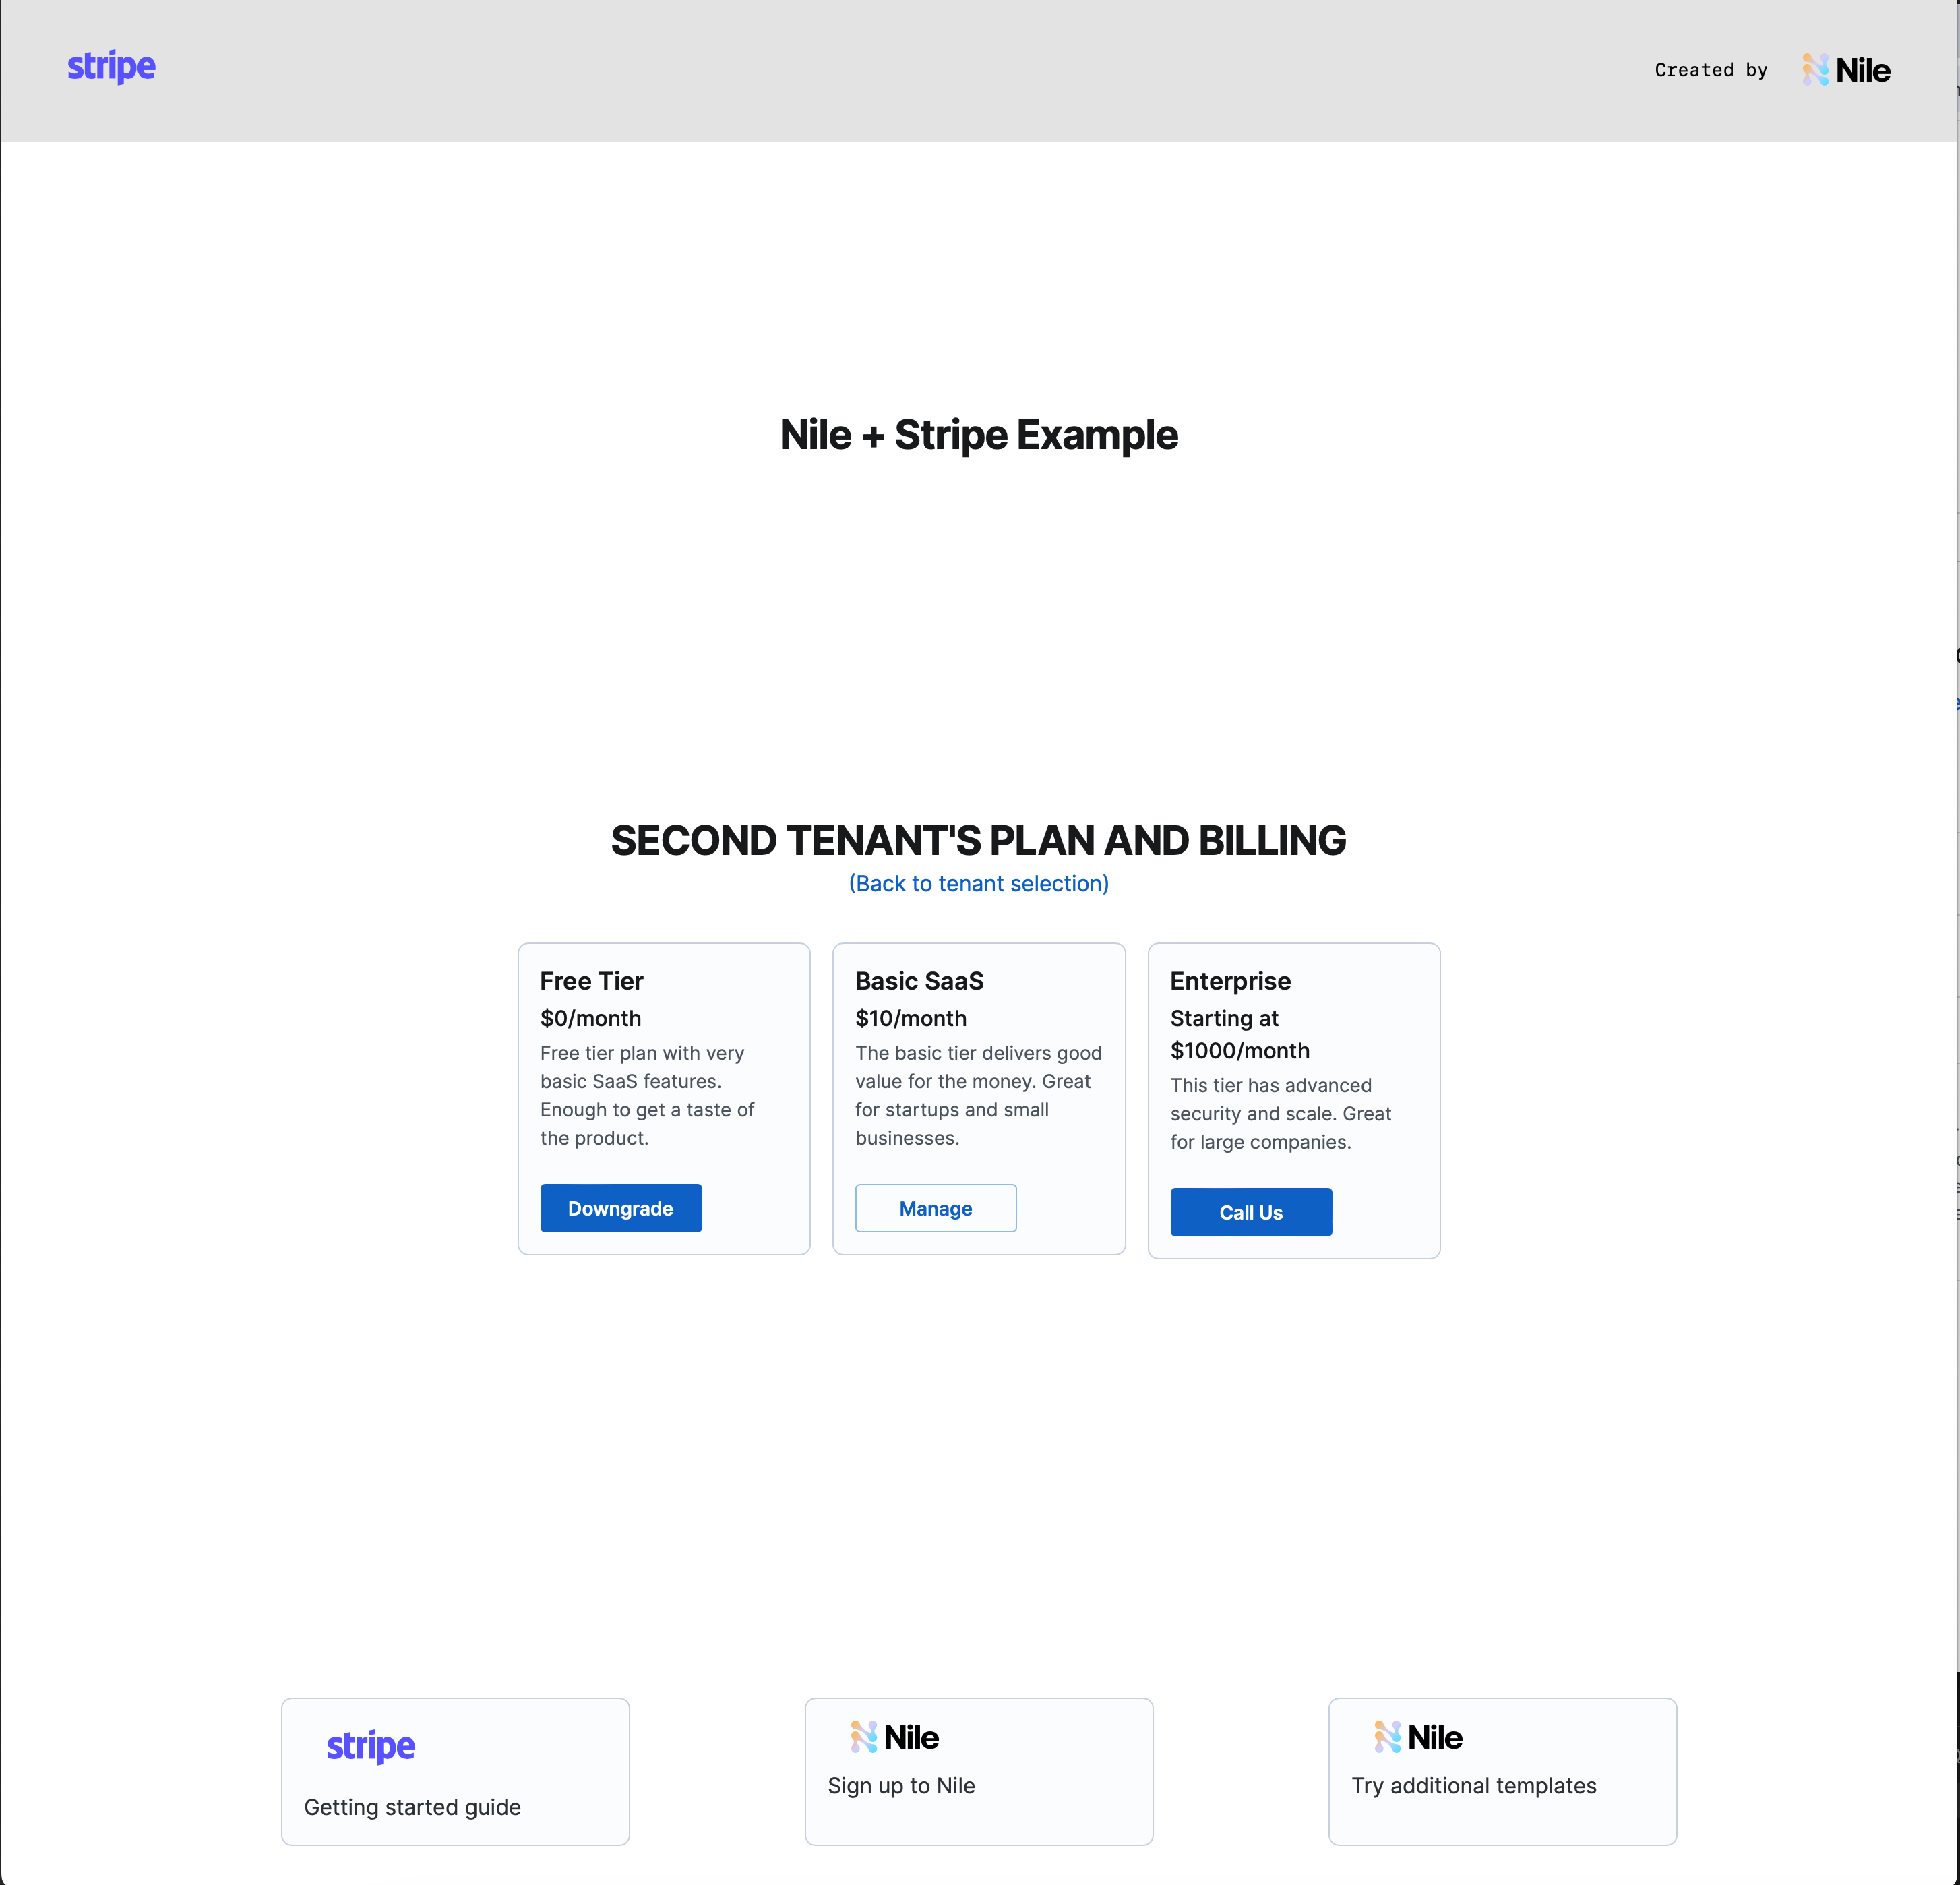 stripe
Created by Nile
Nile + Stripe Example
SECOND TENANT'S PLAN AND BILLING
(Back to tenant selection)
Free Tier
$0/month
Free tier plan with very
basic SaaS features.
Enough to get a taste of
the product.
Downgrade
Basic SaaS
$10/month
The basic tier delivers good
value for the money. Great
for startups and small
businesses.
Manage
Enterprise
Starting at
$1000/month
This tier has advanced
security and scale. Great
for large companies.
Call Us
stripe
Getting started guide
Nile
Sign up to Nile
Nile
Try additional templates